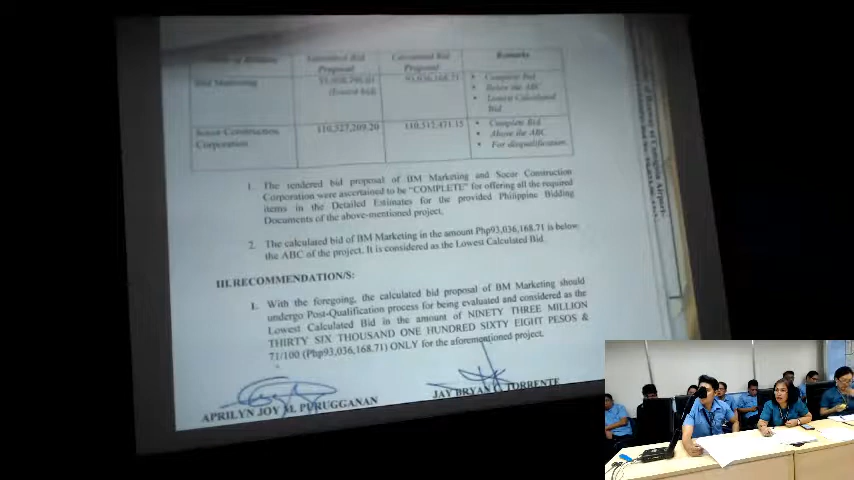 Submitted Bid Proposal
Calculated Bid Proposal
Remarks
BM Marketing
(Lowest bid)
93,036,168.71
Complete Bid
Below the ABC
Lowest Calculated
Bid
Socor Construction
Corporation
110,327,209.20
110,312,471.15
Complete Bid
Above the ABC
For disqualification
1. The rendered bid proposal of BM Marketing and Socor Construction
Corporation were ascertained to be “COMPLETE” for offering all the required
items in the Detailed Estimates for the provided Philippine Bidding
Documents of the above-mentioned project.
2. The calculated bid of BM Marketing in the amount Php93,036,168.71 is below
the ABC of the project. It is considered as the Lowest Calculated Bid.
III.RECOMMENDATION/S:
1. With the foregoing, the calculated bid proposal of BM Marketing should
undergo Post-Qualification process for being evaluated and considered as the
Lowest Calculated Bid in the amount of NINETY THREE MILLION
THIRTY SIX THOUSAND ONE HUNDRED SIXTY EIGHT PESOS &
71/100 (Php93,036,168.71) ONLY for the aforementioned project.
APRILYN JOY M. PURUGGANAN
JAY BRYAN O. TORRENTE